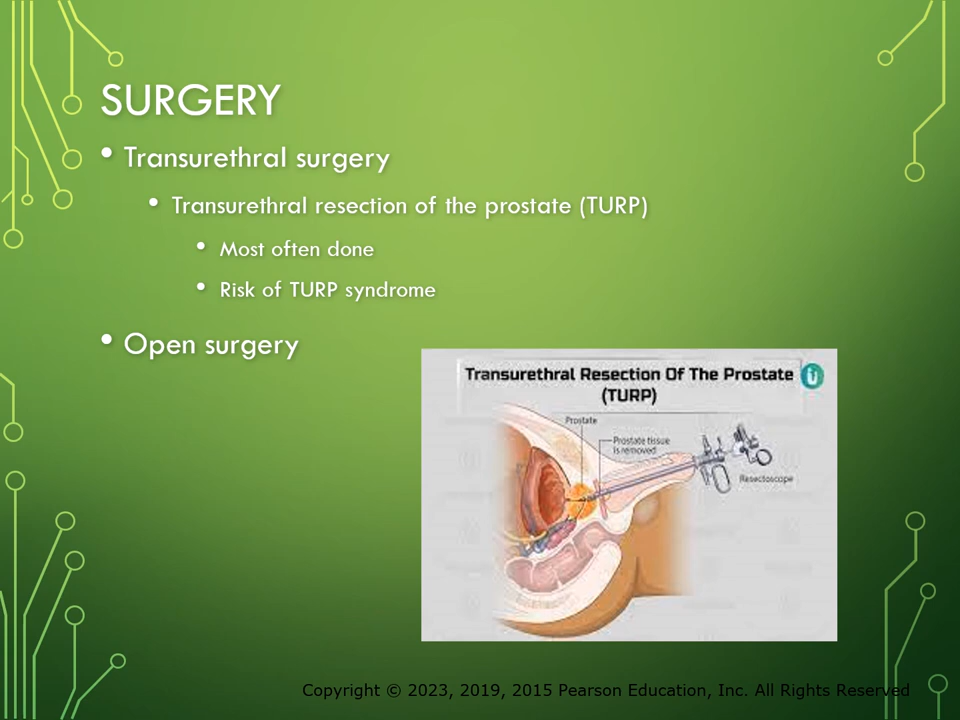 SURGERY
• Transurethral surgery
• Transurethral resection of the prostate (TURP)
• Most often done
• Risk of TURP syndrome
• Open surgery
Transurethral Resection Of The Prostate
(TURP)
Prostate
Prostate tissue
is removed
Resectoscope
Copyright © 2023, 2019, 2015 Pearson Education, Inc. All Rights Reserved